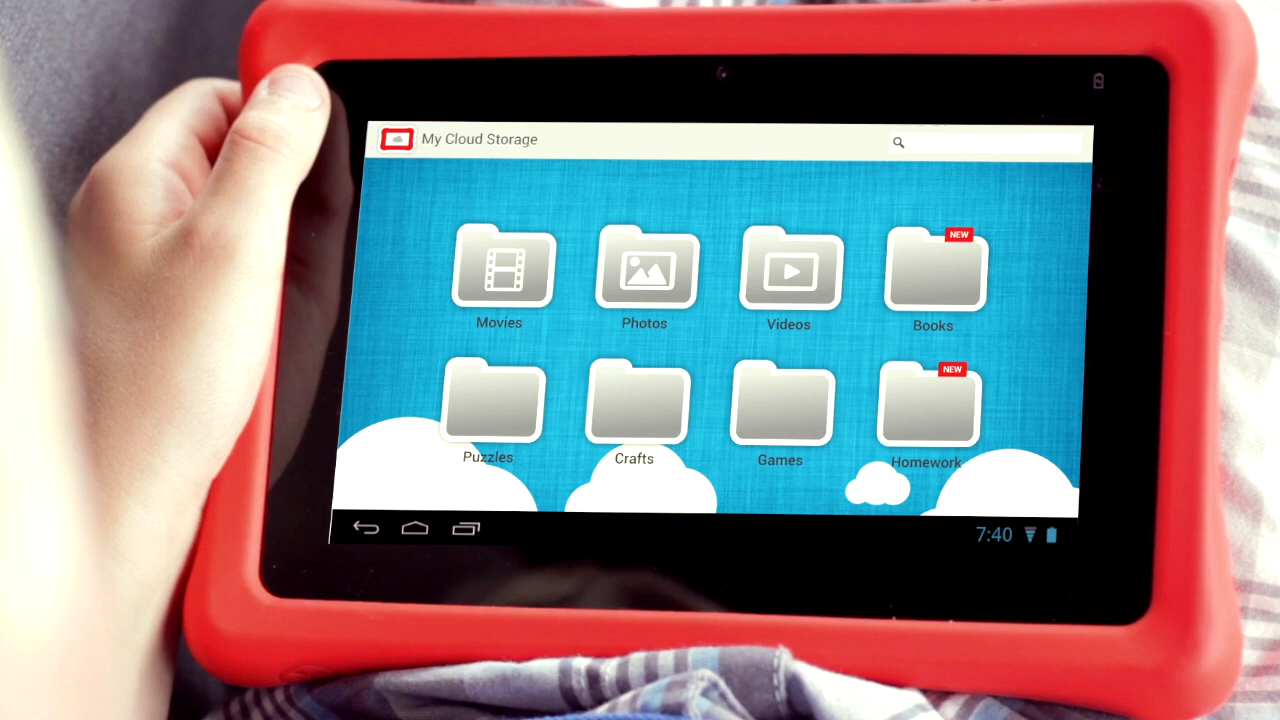 My Cloud Storage
NEW
Movies Photos Videos Books
NEW
Puzzles Crafts Games Homework
7:40